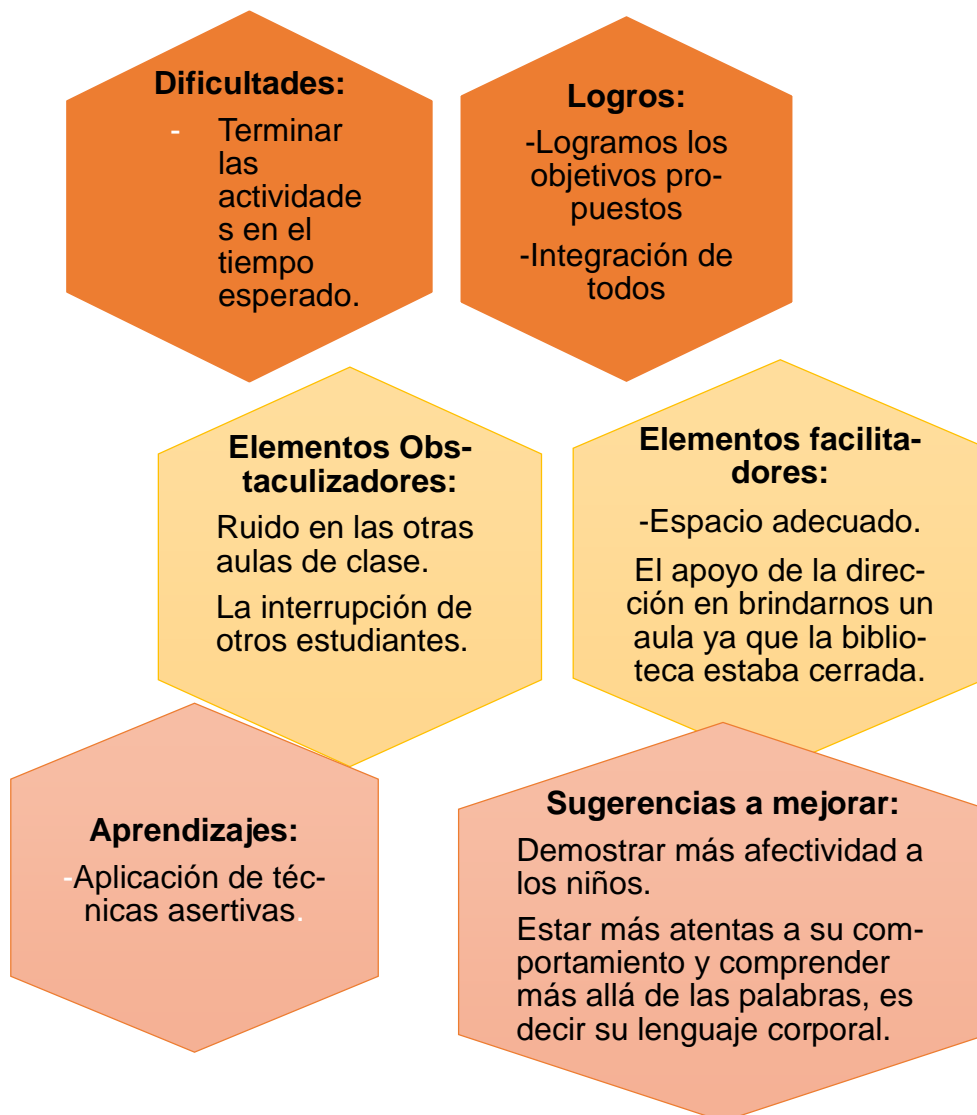 Dificultades:
- Terminar
las
actividade
s en el
tiempo
esperado.
Logros:
-Logramos los
objetivos pro-
puestos
-Integración de
todos
Elementos Obs-
taculizadores:
Ruido en las otras
aulas de clase.
La interrupción de
otros estudiantes.
Elementos facilita-
dores:
-Espacio adecuado.
El apoyo de la direc-
ción en brindarnos un
aula ya que la biblio-
teca estaba cerrada.
Aprendizajes:
-Aplicación de téc-
nicas asertivas.
Sugerencias a mejorar:
Demostrar más afectividad a
los niños.
Estar más atentas a su com-
portamiento y comprender
más allá de las palabras, es
decir su lenguaje corporal.